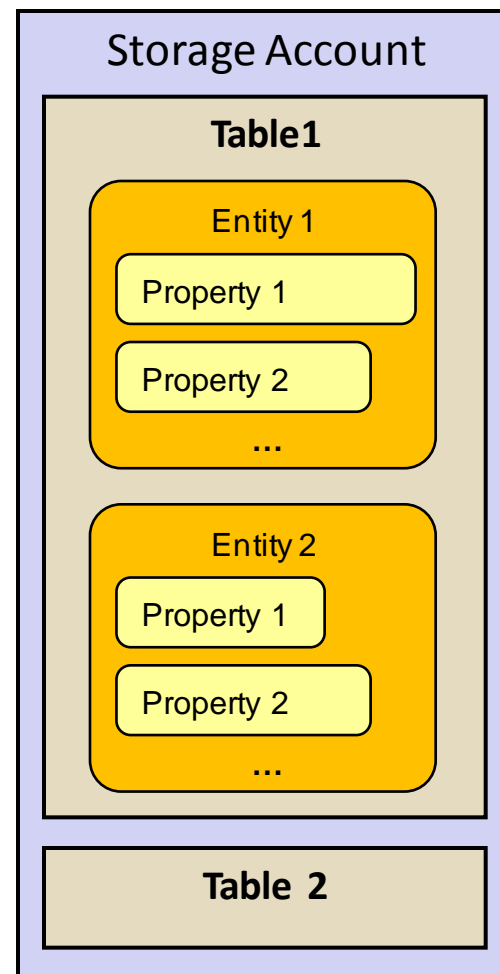 Storage Account
Table1
Entity 1
Property 1
Property 2
...
Entity 2
Property 1
Property 2
...
Table 2